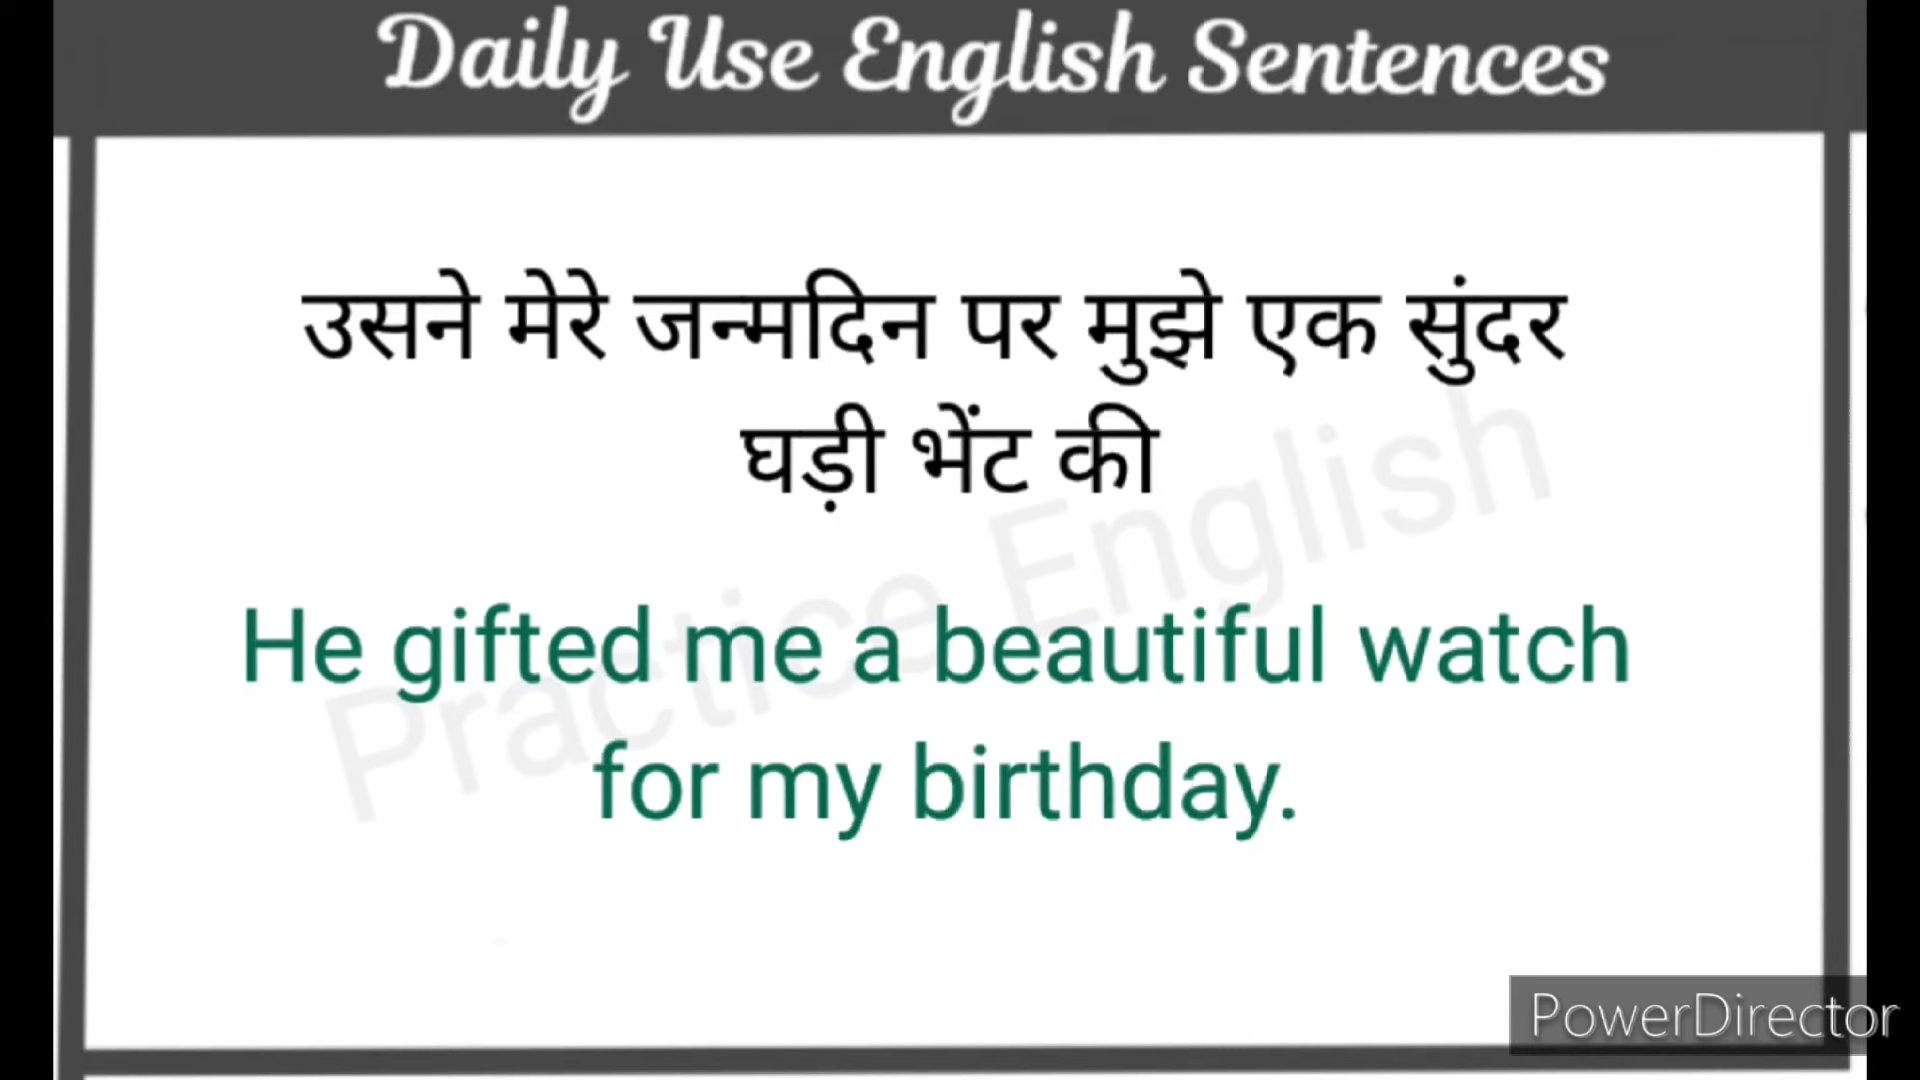 Daily Use English Sentences
उसने मेरे जन्मदिन पर मुझे एक सुंदर
घड़ी भेंट की
Practice English
He gifted me a beautiful watch
for my birthday.
PowerDirector